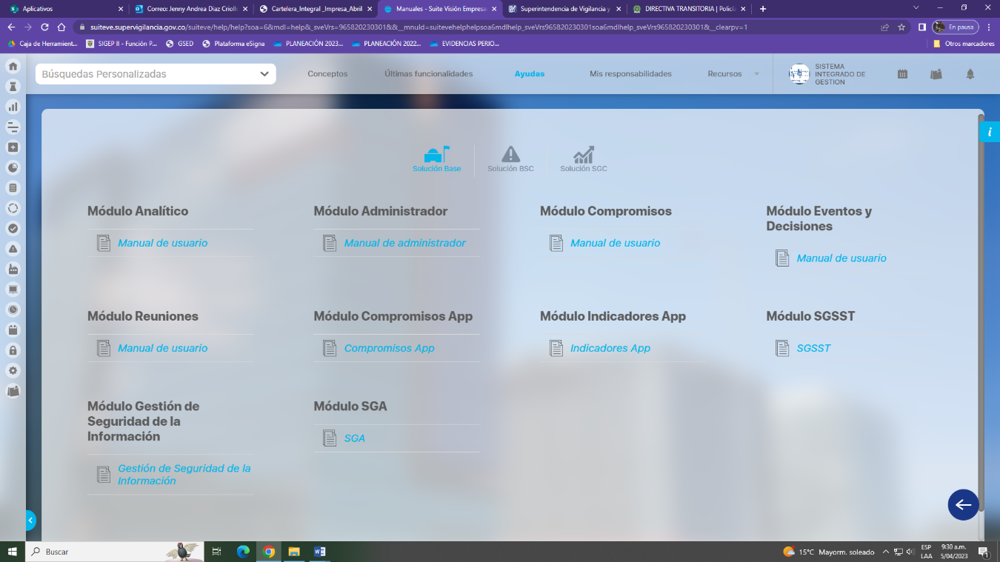 Aplicativos
Correo: Jenny Andrea Diaz Criollo
Cartelera_Integral _Impresa_Abril
Manuales - Suite Visión Empresa
Superintendencia de Vigilancia y
DIRECTIVA TRANSITORIA | Policía
suiteve.supervigilancia.gov.co/suiteve/help/help?soa=6&mdl=help&_sveVrs=965820230301&&__mnuId=suitevehelphelpsoa6mdlhelp_sveVrs965820230301soa6mdlhelp_sveVrs965820230301&__clearpv=1
En pausa
Caja de Herramient...
SIGEP II - Función P...
GSED
Plataforma eSigna
PLANEACIÓN 2023...
PLANEACIÓN 2022...
EVIDENCIAS PERIO...
Otros marcadores
Búsquedas Personalizadas
Conceptos
Últimas funcionalidades
Ayudas
Mis responsabilidades
Recursos
SISTEMA
INTEGRADO DE
GESTION
i
Solución Base
Solución BSC
Solución SGC
Módulo Analítico
Manual de usuario
Módulo Administrador
Manual de administrador
Módulo Compromisos
Manual de usuario
Módulo Eventos y
Decisiones
Manual de usuario
Módulo Reuniones
Manual de usuario
Módulo Compromisos App
Compromisos App
Módulo Indicadores App
Indicadores App
Módulo SGSST
SGSST
Módulo Gestión de
Seguridad de la
Información
Gestión de Seguridad de la
Información
Módulo SGA
SGA
Buscar
15°C Mayorm. soleado
ESP
LAA
9:30 a.m.
5/04/2023
1